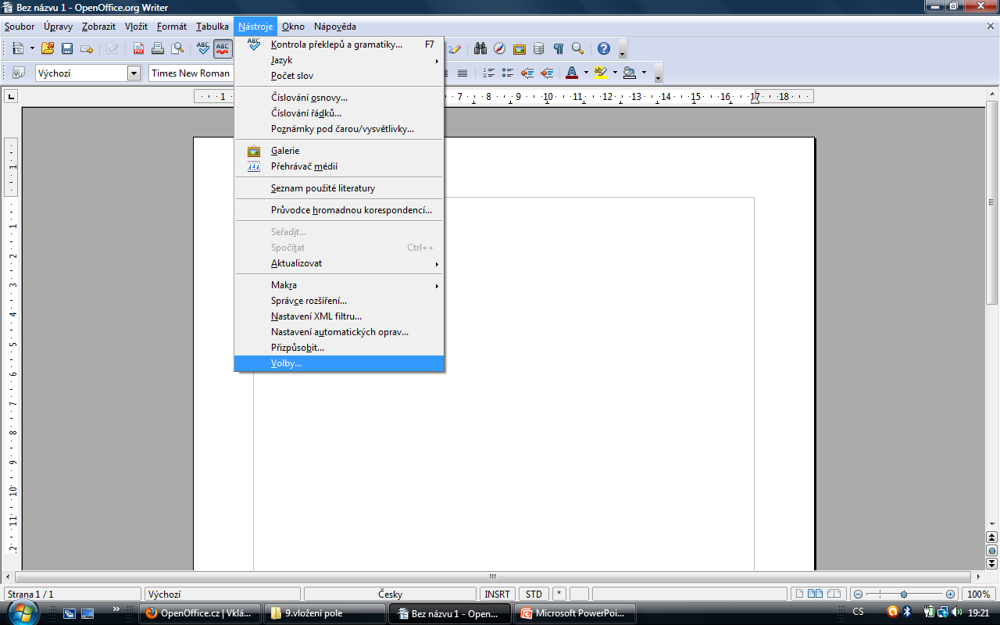 Bez názvu 1 - OpenOffice.org Writer
Soubor Úpravy Zobrazit Vložit Formát Tabulka Nástroje Okno Nápověda
Výchozí Times New Roman
Kontrola překlepů a gramatiky... F7
Jazyk
Počet slov
Číslování osnovy...
Číslování řádků...
Poznámky pod čarou/vysvětlivky...
Galerie
Přehrávač médií
Seznam použité literatury
Průvodce hromadnou korespondencí...
Seřadit...
Spočítat Ctrl++
Aktualizovat
Makra
Správce rozšíření...
Nastavení XML filtru...
Nastavení automatických oprav...
Přizpůsobit...
Volby...
1 7 8 9 10 11 12 13 14 15 16 17 18
1
1
2
3
4
5
6
7
8
9
10
11
12
Strana 1 / 1 Výchozí Česky INSRT STD * 100%
OpenOffice.cz | Vklá... 9.vložení pole Bez názvu 1 - Open... Microsoft PowerPoi... CS 19:21